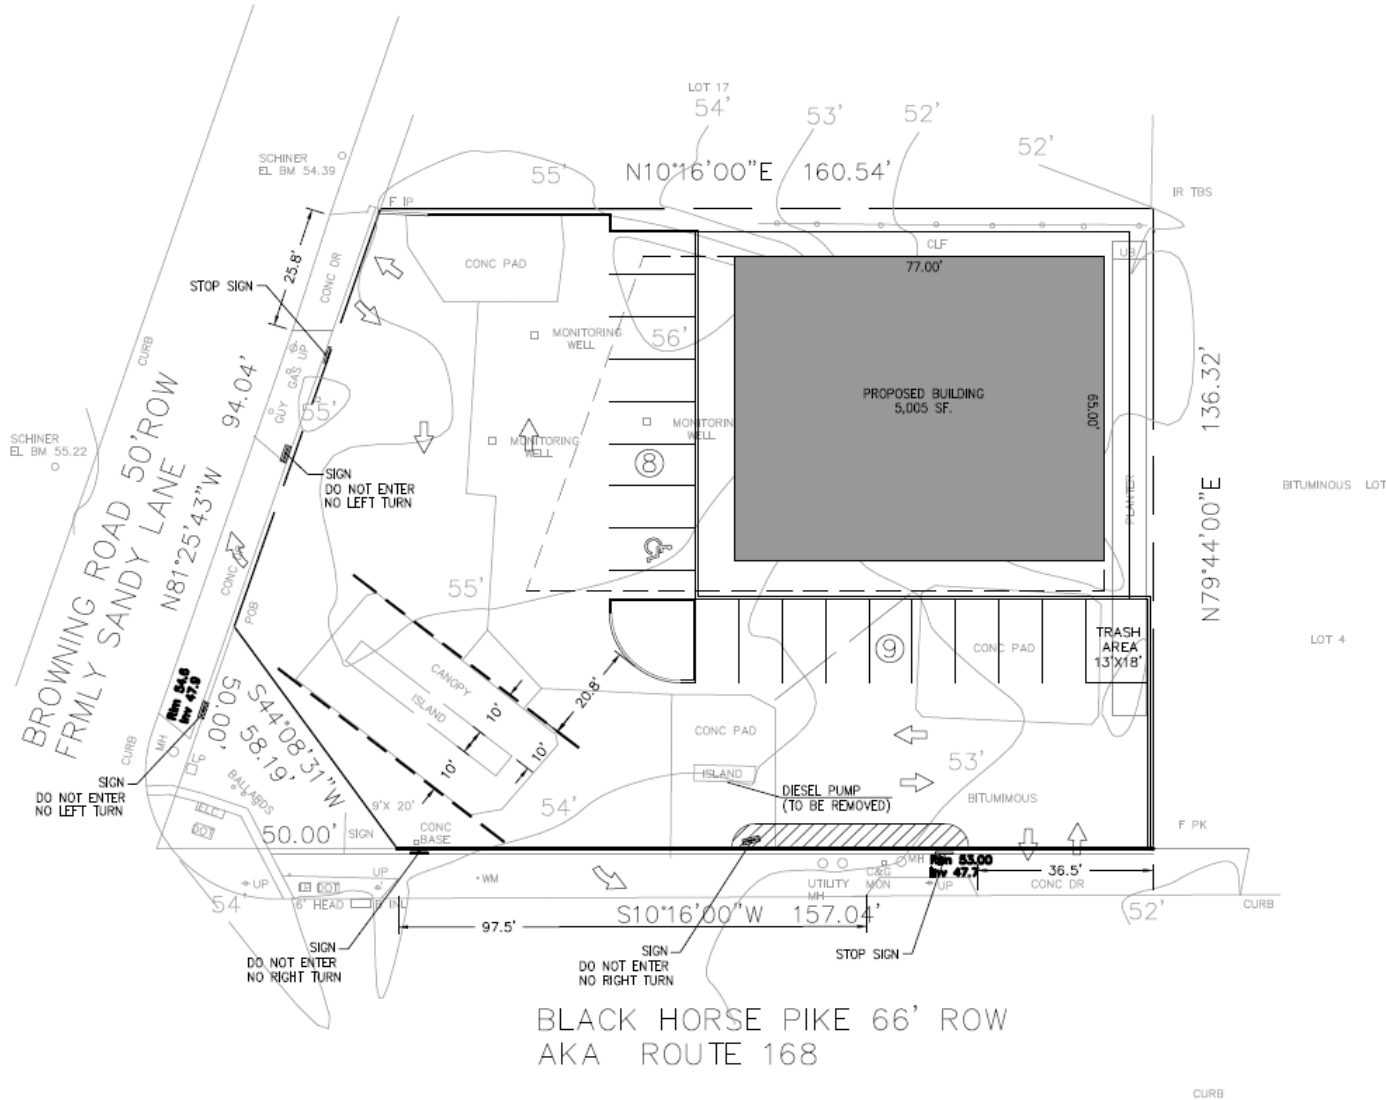 LOT 17
54'
53'
52'
52'
SCHINER
EL BM 54.39
55'
N10°16'00"E 160.54'
IR TBS
F IP
CLF
UB
77.00'
CONC PAD
25.8'
CONC DR
STOP SIGN
MONITORING
WELL
56'
CURB
GAS UP
GUY
55'
94.04'
136.32'
PROPOSED BUILDING
5,005 SF.
65.00'
MONITORIN
WELL
MONITORING
WELL
SCHINER
EL BM 55.22
SIGN
DO NOT ENTER
NO LEFT TURN
8
PLANTER
BITUMINOUS LOT
BROWNING ROAD 50'ROW
FRMLY SANDY LANE
N81°25'43"W
N79°44'00"E
CONC
POB
55'
CANOPY
ISLAND
10'
10'
10'
20.8'
9
CONC PAD
TRASH
AREA
13'X18'
LOT 4
Rim 54.6
Inv 47.9
50.00'
S44°08'31"W
58.19'
MH
CURB
CONC PAD
ISLAND
53'
SIGN
DO NOT ENTER
NO LEFT TURN
BALLARDS
ELC
DOT
9'X 20'
54'
DIESEL PUMP
(TO BE REMOVED)
BITUMIMOUS
50.00'
SIGN
CONC
BASE
F PK
MH
Rim 53.00
Inv 47.7
36.5'
CONC DR
UP
UP
DOT
WM
UTILITY
MH
C&G
MON
UP
54'
6' HEAD
B INL
S10°16'00"W 157.04'
52'
CURB
97.5'
SIGN
DO NOT ENTER
NO RIGHT TURN
SIGN
DO NOT ENTER
NO RIGHT TURN
STOP SIGN
BLACK HORSE PIKE 66' ROW
AKA ROUTE 168
CURB